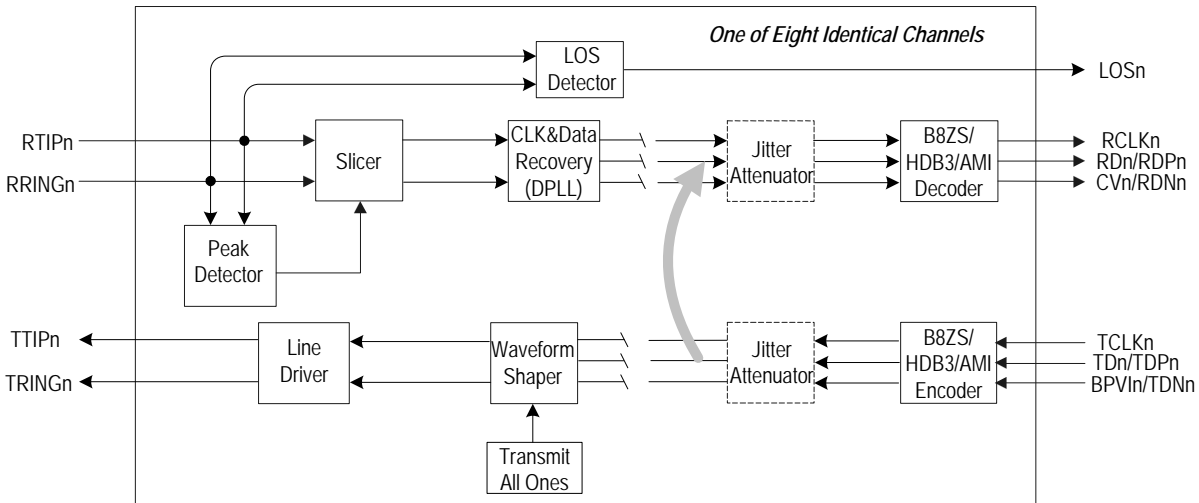 One of Eight Identical Channels
LOS
Detector
LOSn
RTIPn
RRINGn
Slicer
CLK&Data
Recovery
(DPLL)
Jitter
Attenuator
B8ZS/
HDB3/AMI
Decoder
RCLKn
RDn/RDPn
CVn/RDNn
Peak
Detector
TTIPn
TRINGn
Line
Driver
Waveform
Shaper
Jitter
Attenuator
B8ZS/
HDB3/AMI
Encoder
TCLKn
TDn/TDPn
BPVIn/TDNn
Transmit
All Ones